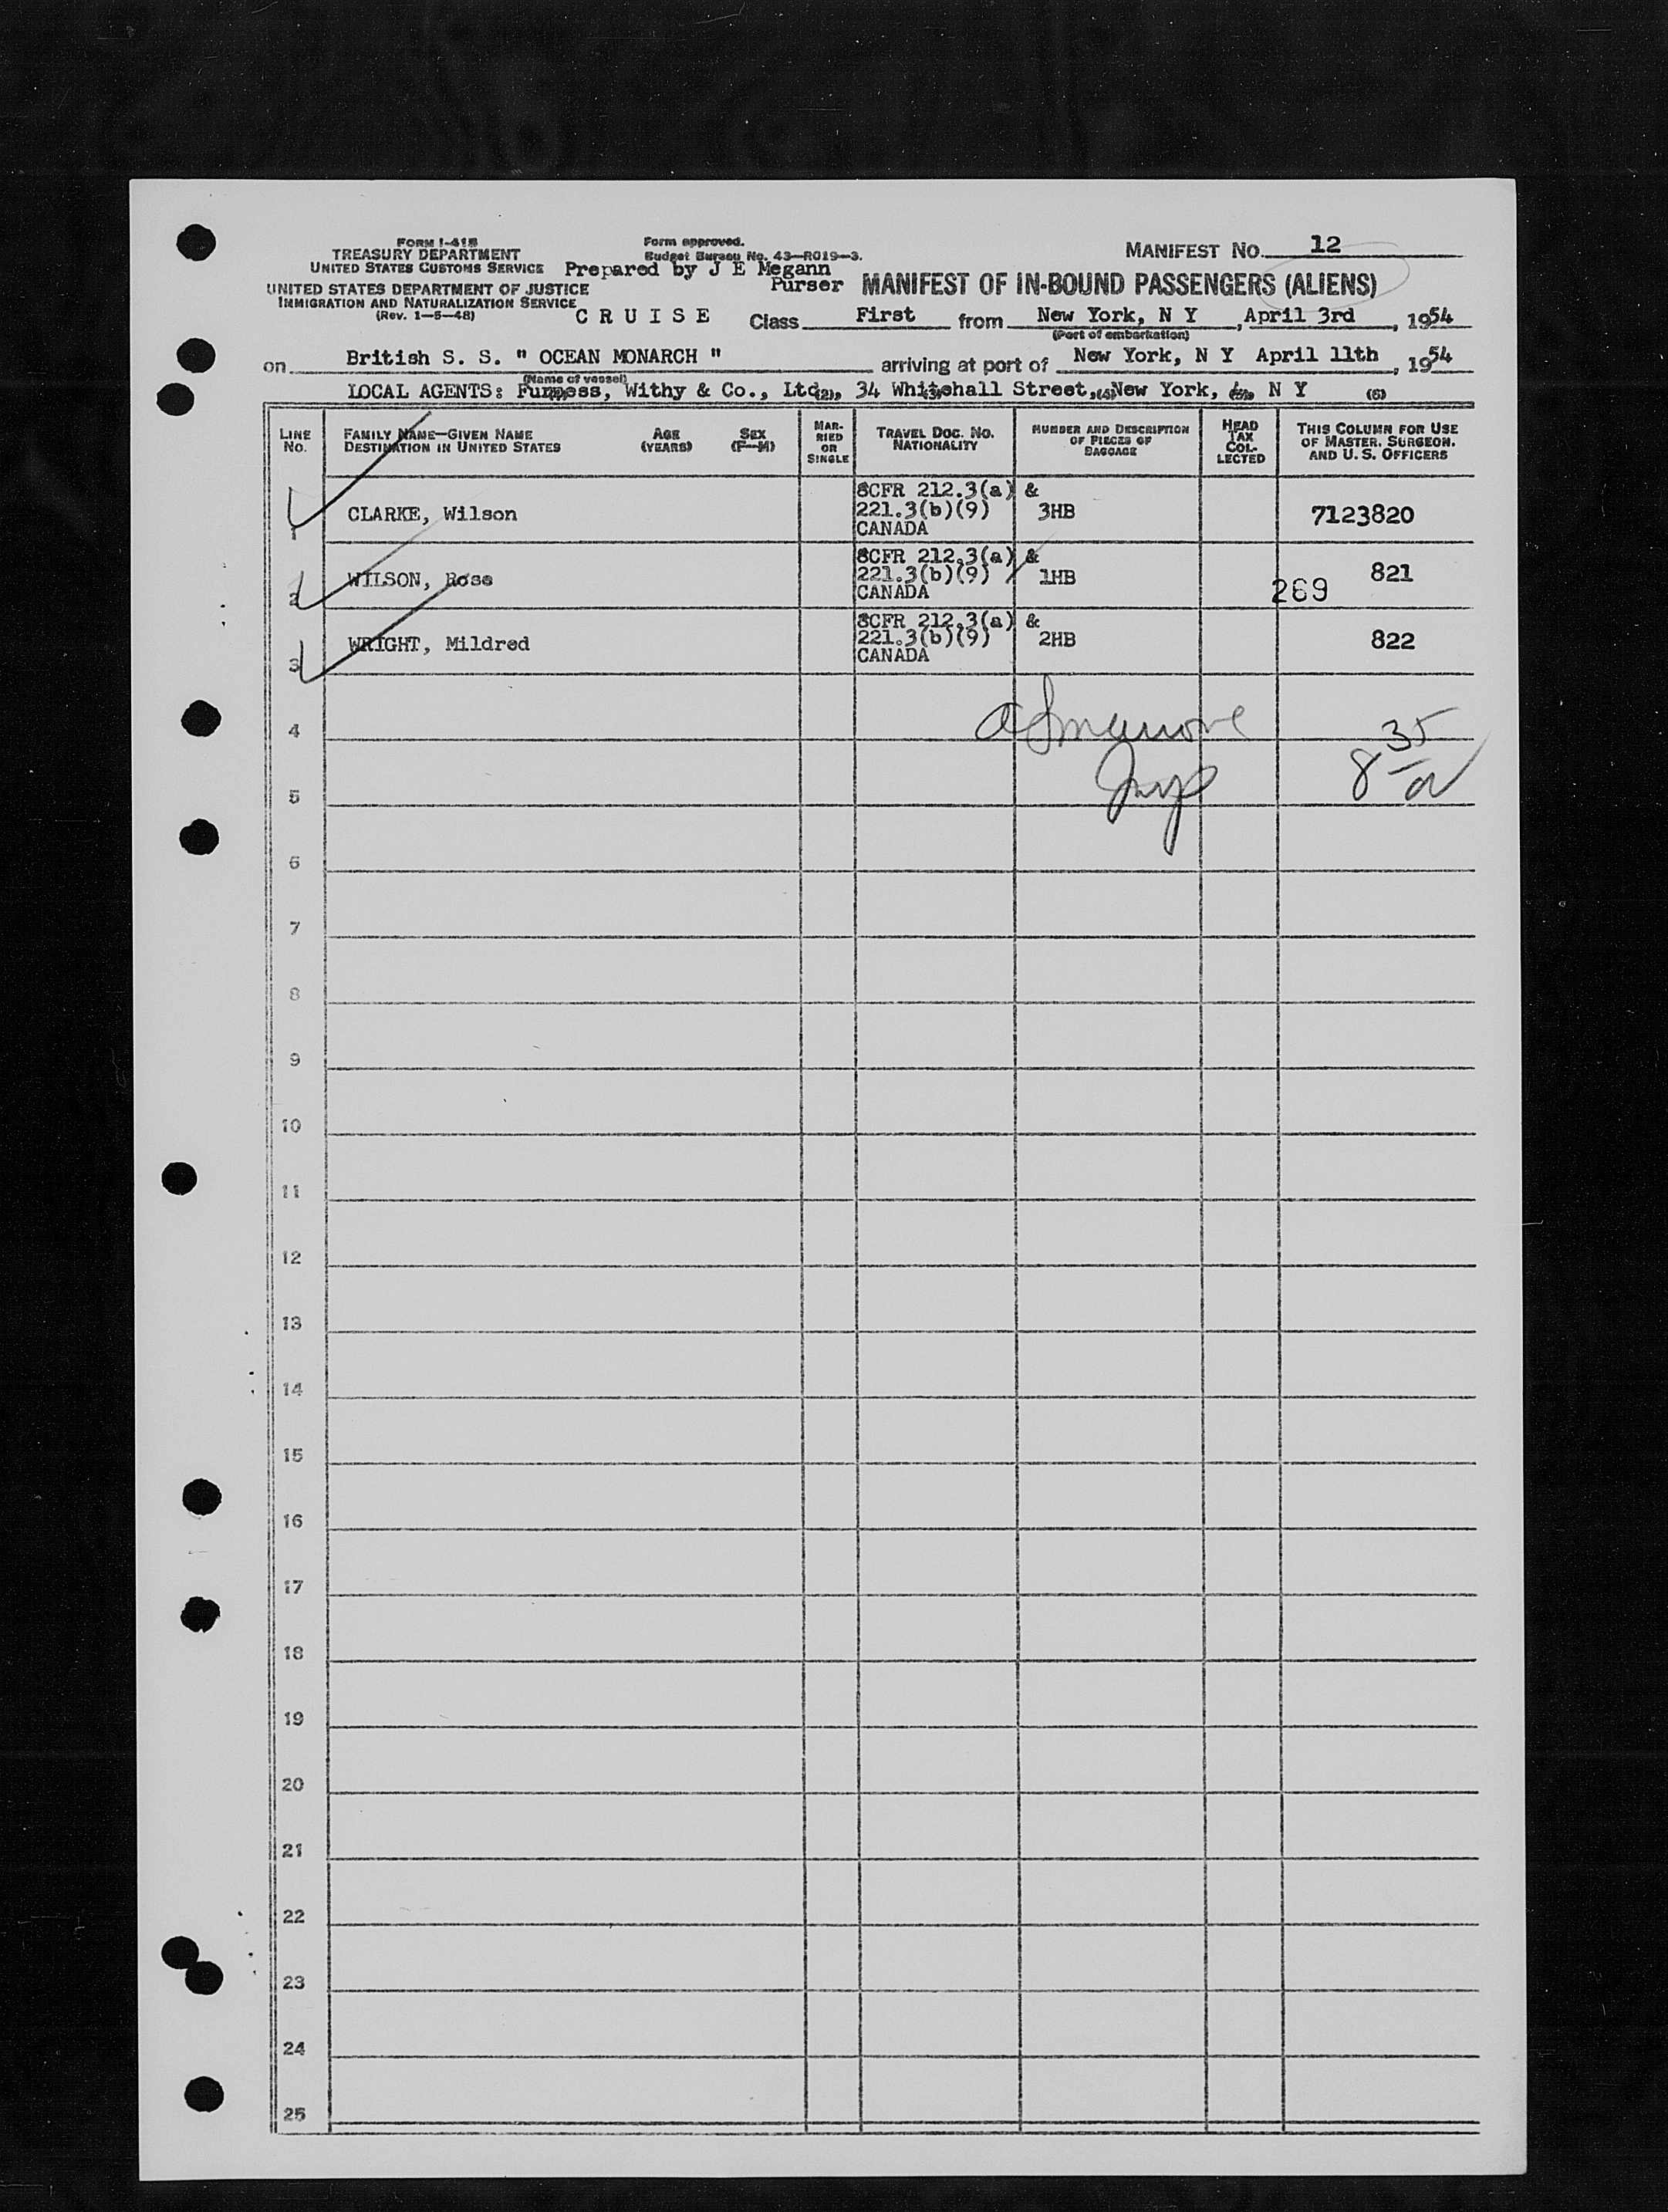 FORM I-415
TREASURY DEPARTMENT
UNITED STATES CUSTOMS SERVICE
UNITED STATES DEPARTMENT OF JUSTICE
IMMIGRATION AND NATURALIZATION SERVICE
(Rev. 1-5-48)
Form approved.
Budget Bureau No. 43-R019-3.
Prepared by J E Megann
Purser
MANIFEST NO. 12
MANIFEST OF IN-BOUND PASSENGERS (ALIENS)
CRUISE Class First from New York, N Y, April 3rd, 1954
(Port of embarkation)
on British S. S. " OCEAN MONARCH " arriving at port of New York, N Y April 11th, 1954
(Name of vessel)
LOCAL AGENTS: Furness, Withy & Co., Ltd., 34 Whitehall Street, New York, N Y
(2) (3) (4) (5) (6)
LINE NO.
FAMILY NAME—GIVEN NAME
DESTINATION IN UNITED STATES
AGE (YEARS)
SEX (F—M)
MARRIED OR SINGLE
TRAVEL DOC. NO. NATIONALITY
NUMBER AND DESCRIPTION OF PIECES OF BAGGAGE
HEAD TAX COLLECTED
THIS COLUMN FOR USE OF MASTER, SURGEON, AND U. S. OFFICERS
1 CLARKE, Wilson 8CFR 212.3(a) & 221.3(b)(9) CANADA 3HB 7123820
2 WILSON, Rose 8CFR 212.3(a) & 221.3(b)(9) CANADA 1HB 269 821
3 WRIGHT, Mildred 8CFR 212.3(a) & 221.3(b)(9) CANADA 2HB 822
4
5
6
7
8
9
10
11
12
13
14
15
16
17
18
19
20
21
22
23
24
25